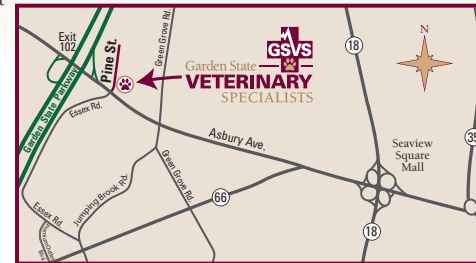 Exit
102
Pine St.
Green Grove Rd.
GSVS
Garden State
VETERINARY
SPECIALISTS
18
N
Garden State Parkway
Essex Rd.
Asbury Ave.
Seaview
Square
Mall
35
Green Grove Rd.
Jumping Brook Rd.
66
Essex Rd
18